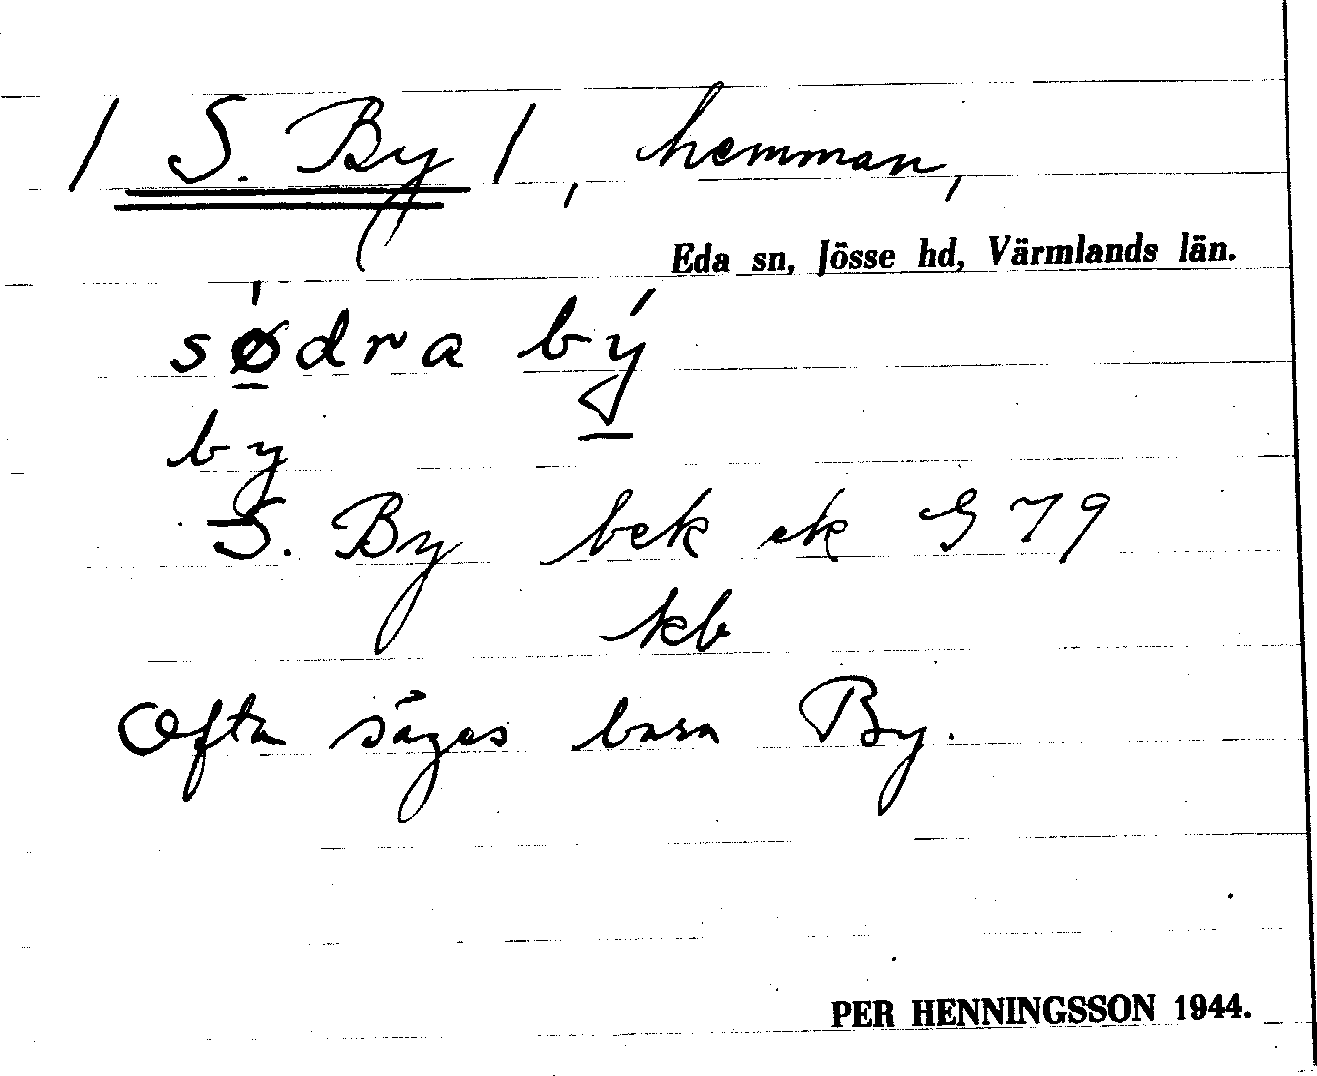 / S. By /, hemman,
Eda sn, Jösse hd, Värmlands län.
sǿdra bý
by
S. By bek ek G 79
kb
Ofta säges bara By.
PER HENNINGSSON 1944.